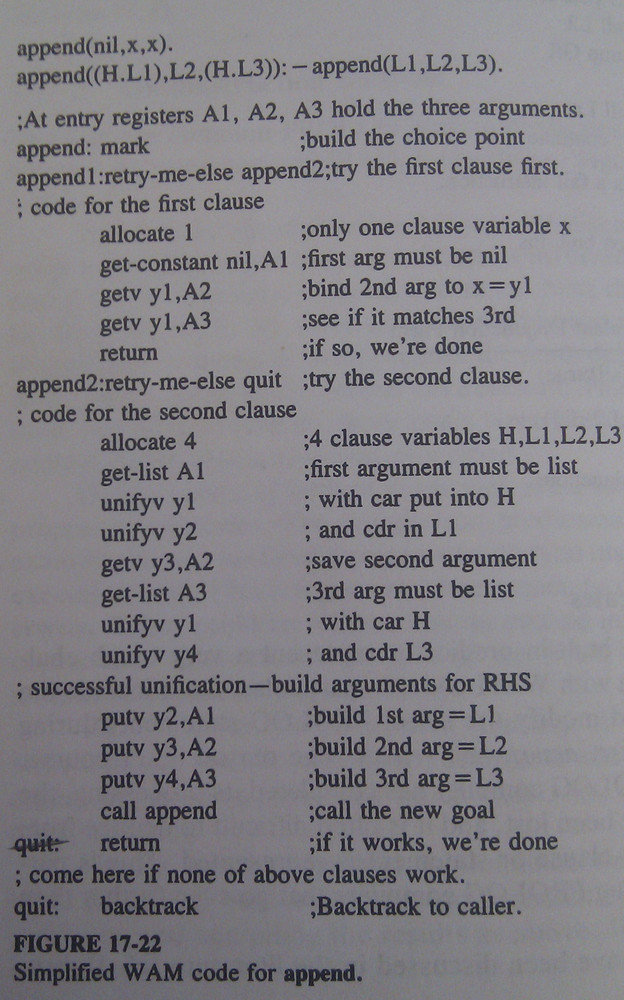 append(nil,x,x).
append((H.L1),L2,(H.L3)):-append(L1,L2,L3).
;At entry registers A1, A2, A3 hold the three arguments.
append: mark ;build the choice point
append1:retry-me-else append2;try the first clause first.
; code for the first clause
allocate 1 ;only one clause variable x
get-constant nil,A1 ;first arg must be nil
getv y1,A2 ;bind 2nd arg to x=y1
getv y1,A3 ;see if it matches 3rd
return ;if so, we're done
append2:retry-me-else quit ;try the second clause.
; code for the second clause
allocate 4 ;4 clause variables H,L1,L2,L3
get-list A1 ;first argument must be list
unifyv y1 ; with car put into H
unifyv y2 ; and cdr in L1
getv y3,A2 ;save second argument
get-list A3 ;3rd arg must be list
unifyv y1 ; with car H
unifyv y4 ; and cdr L3
; successful unification—build arguments for RHS
putv y2,A1 ;build 1st arg=L1
putv y3,A2 ;build 2nd arg=L2
putv y4,A3 ;build 3rd arg=L3
call append ;call the new goal
quit: return ;if it works, we're done
; come here if none of above clauses work.
quit: backtrack ;Backtrack to caller.
FIGURE 17-22
Simplified WAM code for append.